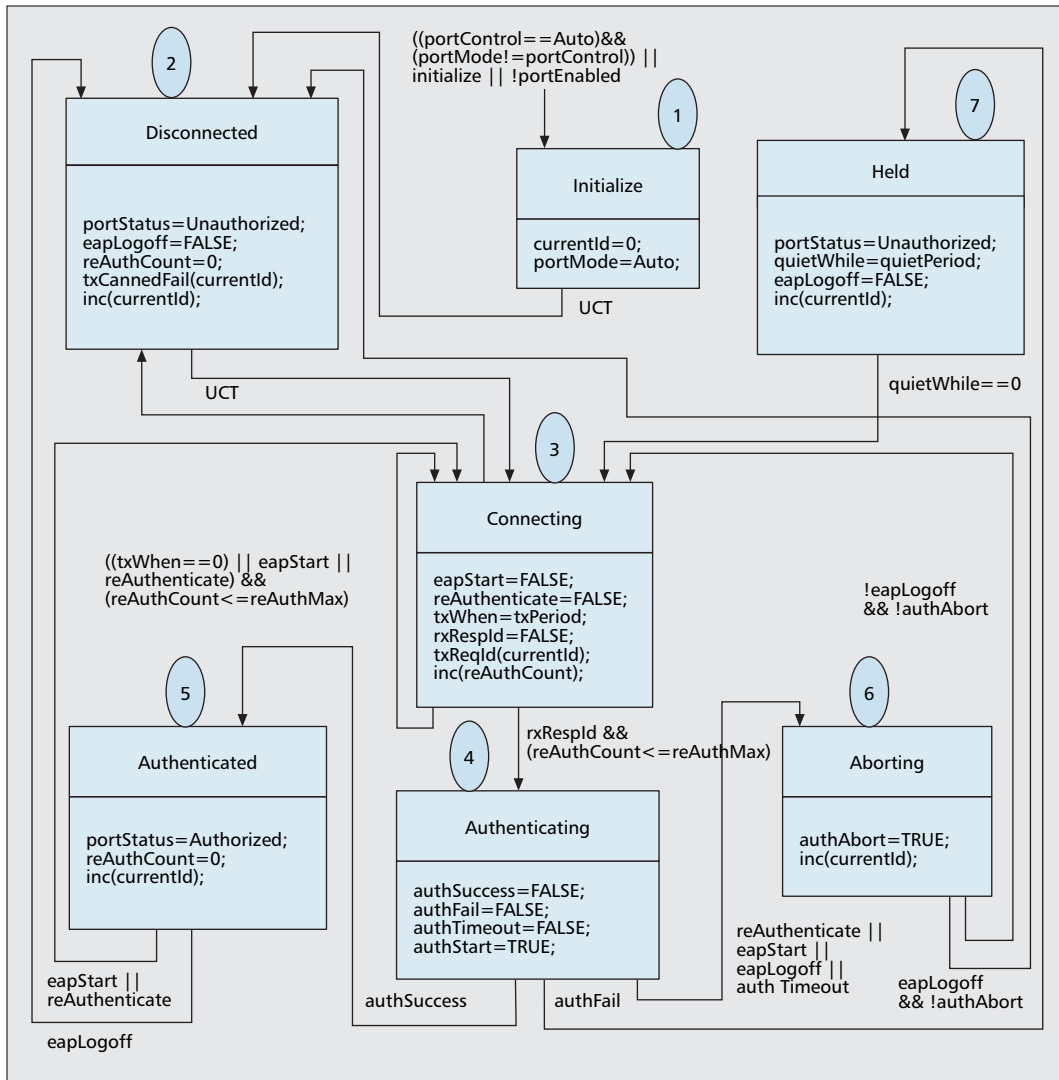 ((portControl==Auto)&&
(portMode!=portControl)) ||
initialize || !portEnabled
2
Disconnected
portStatus=Unauthorized;
eapLogoff=FALSE;
reAuthCount=0;
txCannedFail(currentId);
inc(currentId);
1
Initialize
currentId=0;
portMode=Auto;
UCT
7
Held
portStatus=Unauthorized;
quietWhile=quietPeriod;
eapLogoff=FALSE;
inc(currentId);
UCT
quietWhile==0
3
Connecting
eapStart=FALSE;
reAuthenticate=FALSE;
txWhen=txPeriod;
rxRespId=FALSE;
txReqId(currentId);
inc(reAuthCount);
((txWhen==0) || eapStart ||
reAuthenticate) &&
(reAuthCount<=reAuthMax)
!eapLogoff
&& !authAbort
5
Authenticated
portStatus=Authorized;
reAuthCount=0;
inc(currentId);
rxRespId &&
(reAuthCount<=reAuthMax)
4
Authenticating
authSuccess=FALSE;
authFail=FALSE;
authTimeout=FALSE;
authStart=TRUE;
6
Aborting
authAbort=TRUE;
inc(currentId);
eapStart ||
reAuthenticate
eapLogoff
authSuccess
authFail
reAuthenticate ||
eapStart ||
eapLogoff ||
auth Timeout
eapLogoff
&& !authAbort